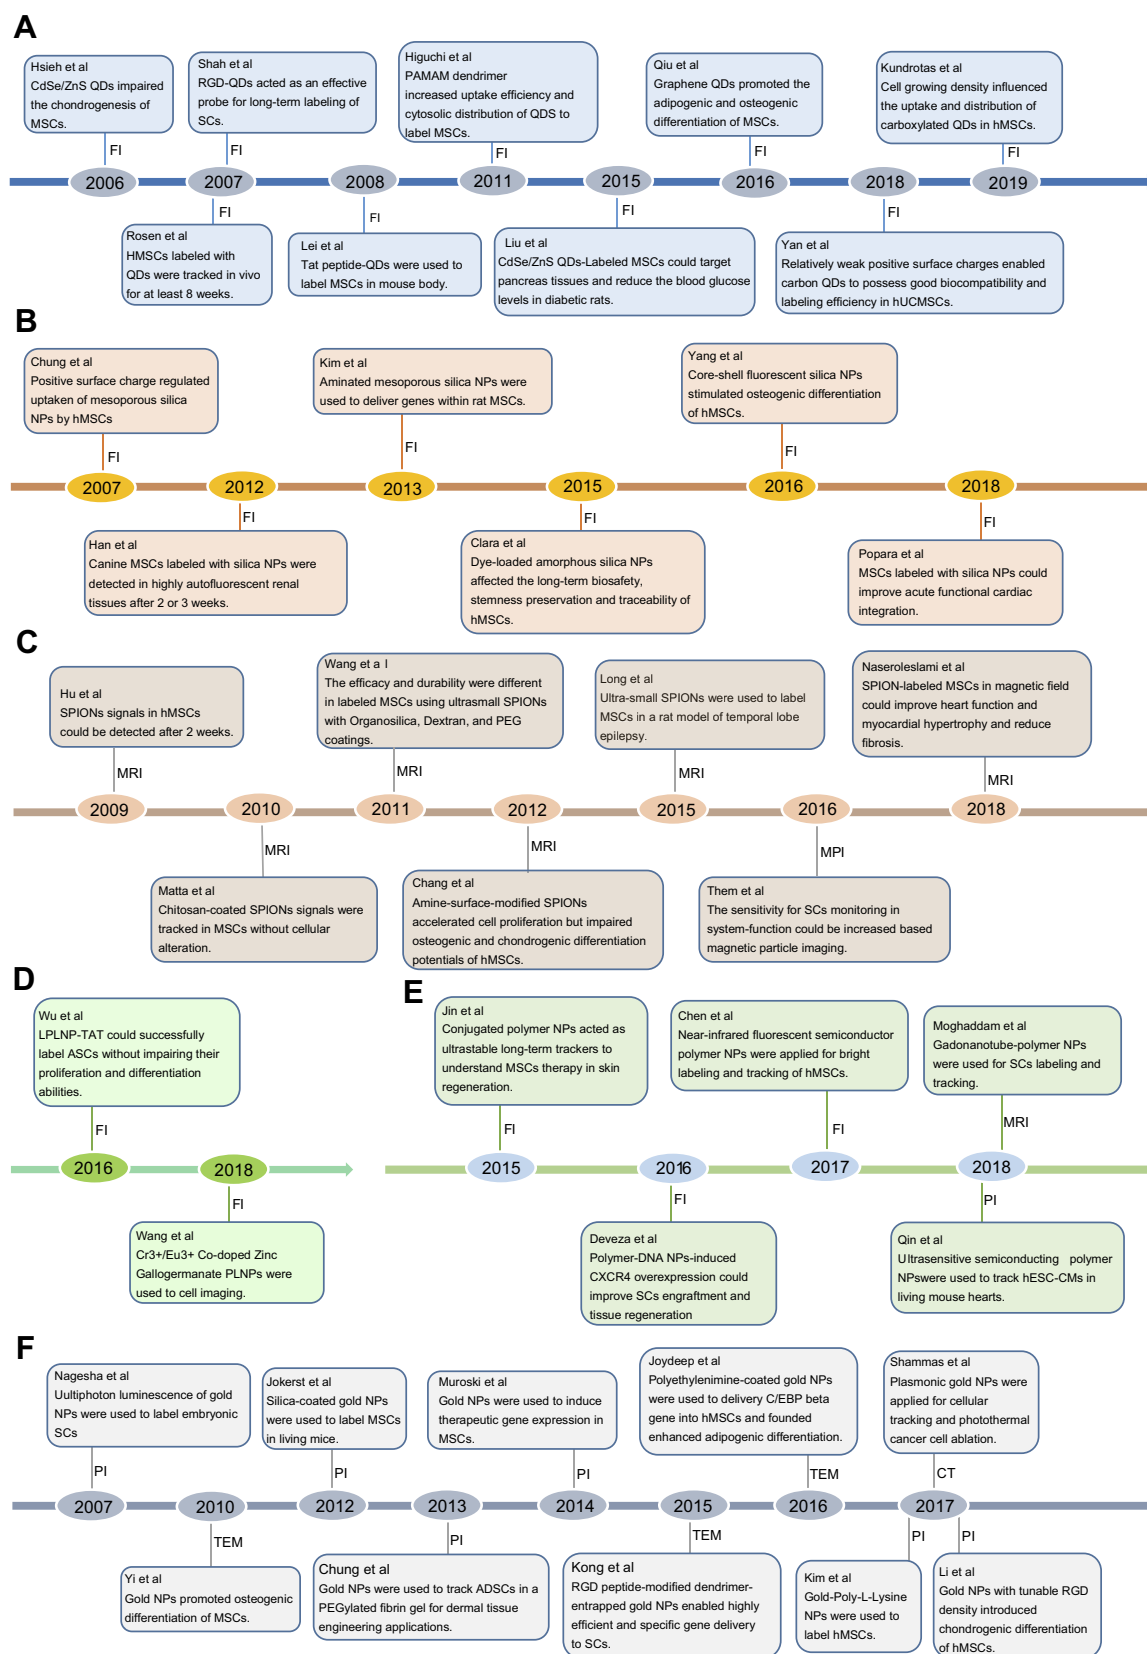 A
Hsieh et al
CdSe/ZnS QDs impaired
the chondrogenesis of
MSCs.
Shah et al
RGD-QDs acted as an effective
probe for long-term labeling of
SCs.
Higuchi et al
PAMAM dendrimer
increased uptake efficiency and
cytosolic distribution of QDS to
label MSCs.
Qiu et al
Graphene QDs promoted the
adipogenic and osteogenic
differentiation of MSCs.
Kundrotas et al
Cell growing density influenced
the uptake and distribution of
carboxylated QDs in hMSCs.
FI
FI
FI
FI
FI
2006
2007
2008
2011
2015
2016
2018
2019
FI
FI
FI
FI
Rosen et al
HMSCs labeled with
QDs were tracked in vivo
for at least 8 weeks.
Lei et al
Tat peptide-QDs were used to
label MSCs in mouse body.
Liu et al
CdSe/ZnS QDs-Labeled MSCs could target
pancreas tissues and reduce the blood glucose
levels in diabetic rats.
Yan et al
Relatively weak positive surface charges enabled
carbon QDs to possess good biocompatibility and
labeling efficiency in hUCMSCs.
B
Chung et al
Positive surface charge regulated
uptaken of mesoporous silica
NPs by hMSCs
Kim et al
Aminated mesoporous silica NPs were
used to deliver genes within rat MSCs.
Yang et al
Core-shell fluorescent silica NPs
stimulated osteogenic differentiation
of hMSCs.
FI
FI
FI
2007
2012
2013
2015
2016
2018
FI
FI
FI
Han et al
Canine MSCs labeled with silica NPs were
detected in highly autofluorescent renal
tissues after 2 or 3 weeks.
Clara et al
Dye-loaded amorphous silica NPs
affected the long-term biosafety,
stemness preservation and traceability of
hMSCs.
Popara et al
MSCs labeled with silica NPs could
improve acute functional cardiac
integration.
C
Hu et al
SPIONs signals in hMSCs
could be detected after 2 weeks.
Wang et a l
The efficacy and durability were different
in labeled MSCs using ultrasmall SPIONs
with Organosilica, Dextran, and PEG
coatings.
Long et al
Ultra-small SPIONs were used to label
MSCs in a rat model of temporal lobe
epilepsy.
Naseroleslami et al
SPION-labeled MSCs in magnetic field
could improve heart function and
myocardial hypertrophy and reduce
fibrosis.
MRI
MRI
MRI
MRI
2009
2010
2011
2012
2015
2016
2018
MRI
MRI
MPI
Matta et al
Chitosan-coated SPIONs signals were
tracked in MSCs without cellular
alteration.
Chang et al
Amine-surface-modified SPIONs
accelerated cell proliferation but impaired
osteogenic and chondrogenic differentiation
potentials of hMSCs.
Them et al
The sensitivity for SCs monitoring in
system-function could be increased based
magnetic particle imaging.
D
Wu et al
LPLNP-TAT could successfully
label ASCs without impairing their
proliferation and differentiation
abilities.
FI
2016
2018
FI
Wang et al
Cr3+/Eu3+ Co-doped Zinc
Gallogermanate PLNPs were
used to cell imaging.
E
Jin et al
Conjugated polymer NPs acted as
ultrastable long-term trackers to
understand MSCs therapy in skin
regeneration.
Chen et al
Near-infrared fluorescent semiconductor
polymer NPs were applied for bright
labeling and tracking of hMSCs.
Moghaddam et al
Gadonanotube-polymer NPs
were used for SCs labeling and
tracking.
FI
FI
MRI
2015
2016
2017
2018
FI
PI
Deveza et al
Polymer-DNA NPs-induced
CXCR4 overexpression could
improve SCs engraftment and
tissue regeneration
Qin et al
Ultrasensitive semiconducting polymer
NPswere used to track hESC-CMs in
living mouse hearts.
F
Nagesha et al
Uultiphoton luminescence of gold
NPs were used to label embryonic
SCs
Jokerst et al
Silica-coated gold NPs
were used to label MSCs
in living mice.
Muroski et al
Gold NPs were used to induce
therapeutic gene expression in
MSCs.
Joydeep et al
Polyethylenimine-coated gold NPs
were used to delivery C/EBP beta
gene into hMSCs and founded
enhanced adipogenic differentiation.
Shammas et al
Plasmonic gold NPs were
applied for cellular
tracking and photothermal
cancer cell ablation.
PI
PI
PI
TEM
CT
2007
2010
2012
2013
2014
2015
2016
2017
TEM
PI
TEM
PI
PI
Yi et al
Gold NPs promoted osteogenic
differentiation of MSCs.
Chung et al
Gold NPs were used to track ADSCs in a
PEGylated fibrin gel for dermal tissue
engineering applications.
Kong et al
RGD peptide-modified dendrimer-
entrapped gold NPs enabled highly
efficient and specific gene delivery
to SCs.
Kim et al
Gold-Poly-L-Lysine
NPs were used to
label hMSCs.
Li et al
Gold NPs with tunable RGD
density introduced
chondrogenic differentiation
of hMSCs.